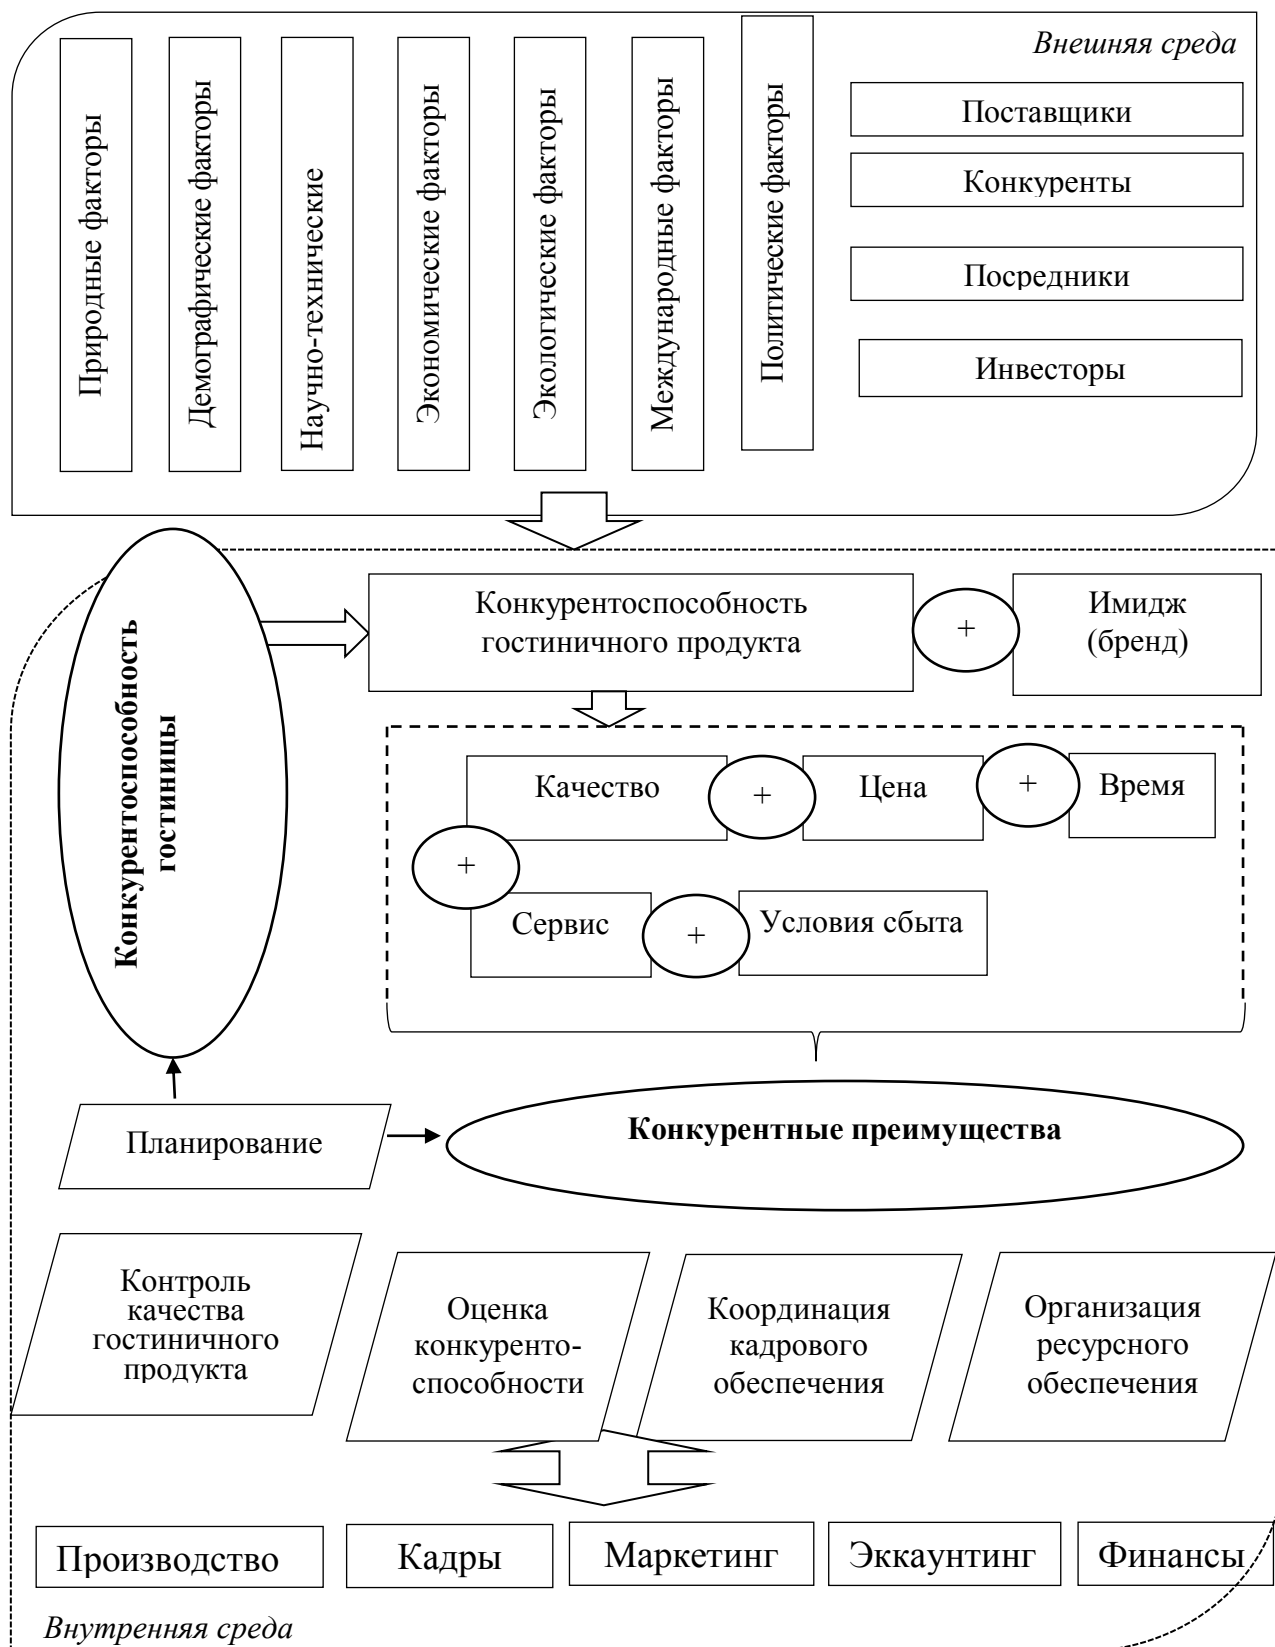 Внешняя среда
Природные факторы
Демографические факторы
Научно-технические
Экономические факторы
Экологические факторы
Международные факторы
Политические факторы
Поставщики
Конкуренты
Посредники
Инвесторы
Конкурентоспособность
гостиницы
Конкурентоспособность
гостиничного продукта
+
Имидж
(бренд)
Качество
+
Цена
+
Время
+
Сервис
+
Условия сбыта
Планирование
Конкурентные преимущества
Контроль
качества
гостиничного
продукта
Оценка
конкуренто-
способности
Координация
кадрового
обеспечения
Организация
ресурсного
обеспечения
Производство
Кадры
Маркетинг
Эккаунтинг
Финансы
Внутренняя среда